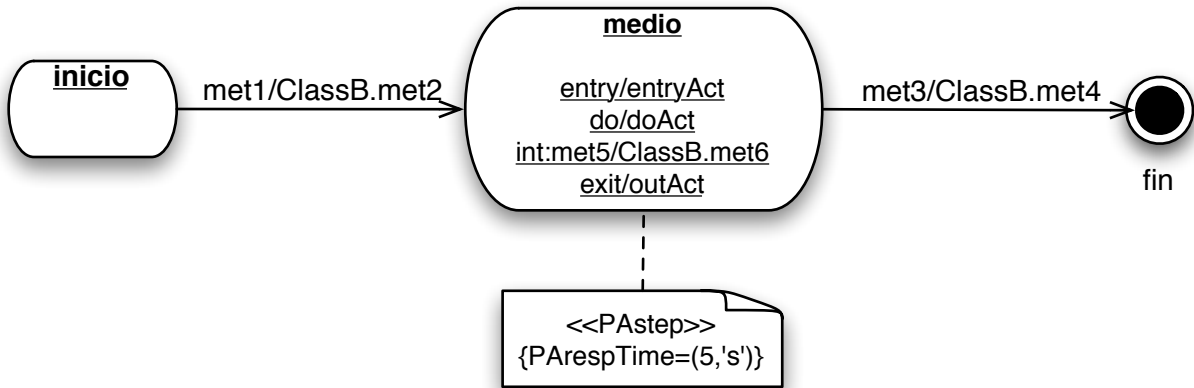 inicio
met1/ClassB.met2
medio
entry/entryAct
do/doAct
int:met5/ClassB.met6
exit/outAct
met3/ClassB.met4
fin
<<PAstep>>
{PArespTime=(5,'s')}